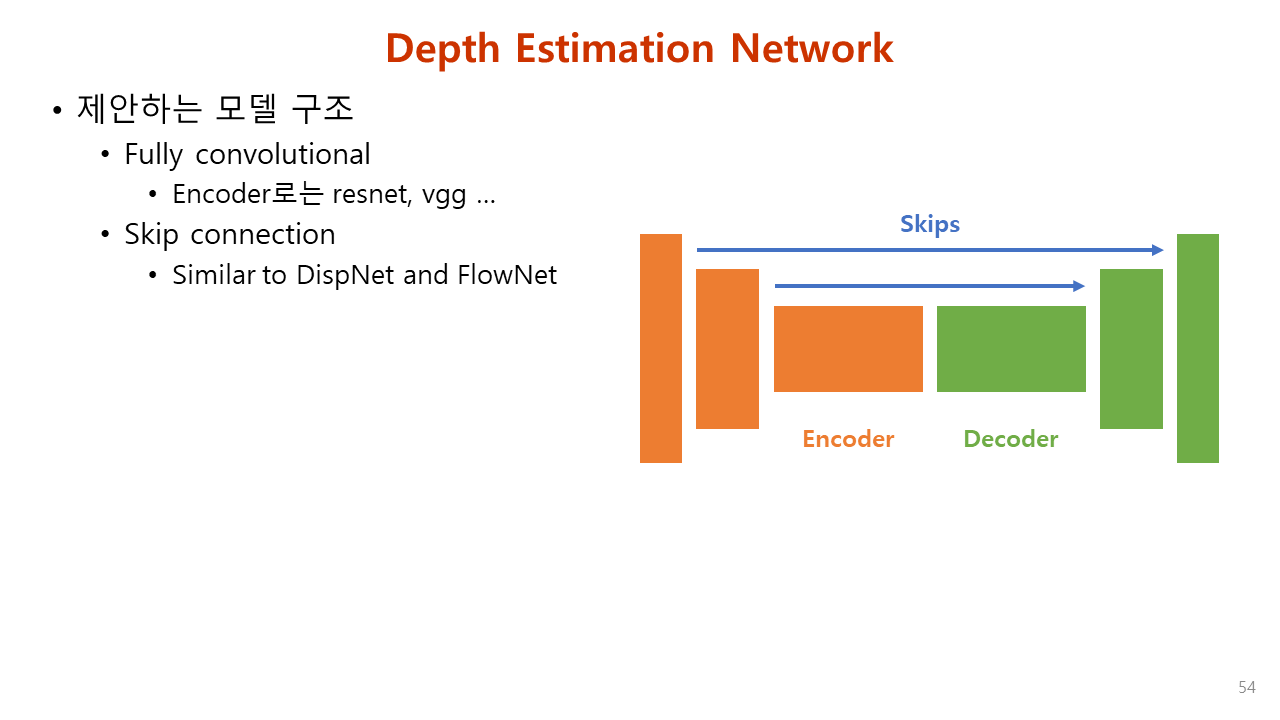 Depth Estimation Network
• 제안하는 모델 구조
• Fully convolutional
• Encoder로는 resnet, vgg ...
• Skip connection
• Similar to DispNet and FlowNet
Skips
Encoder
Decoder
54